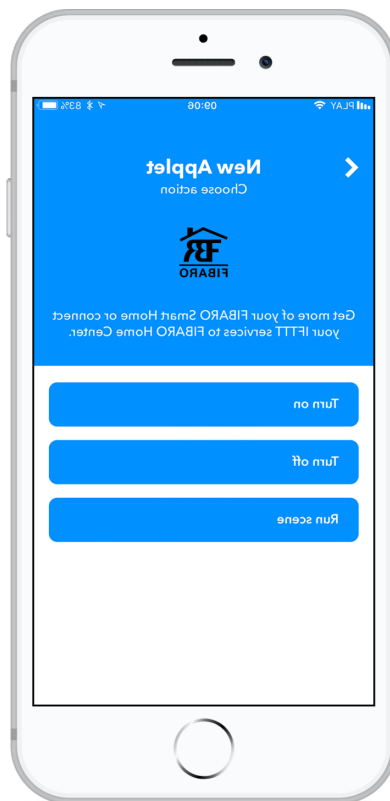 PLAY 09:06 83%
New Applet
Choose action
FIBARO
Get more of your FIBARO Smart Home or connect
your IFTTT services to FIBARO Home Center.
Turn on
Turn off
Run scene